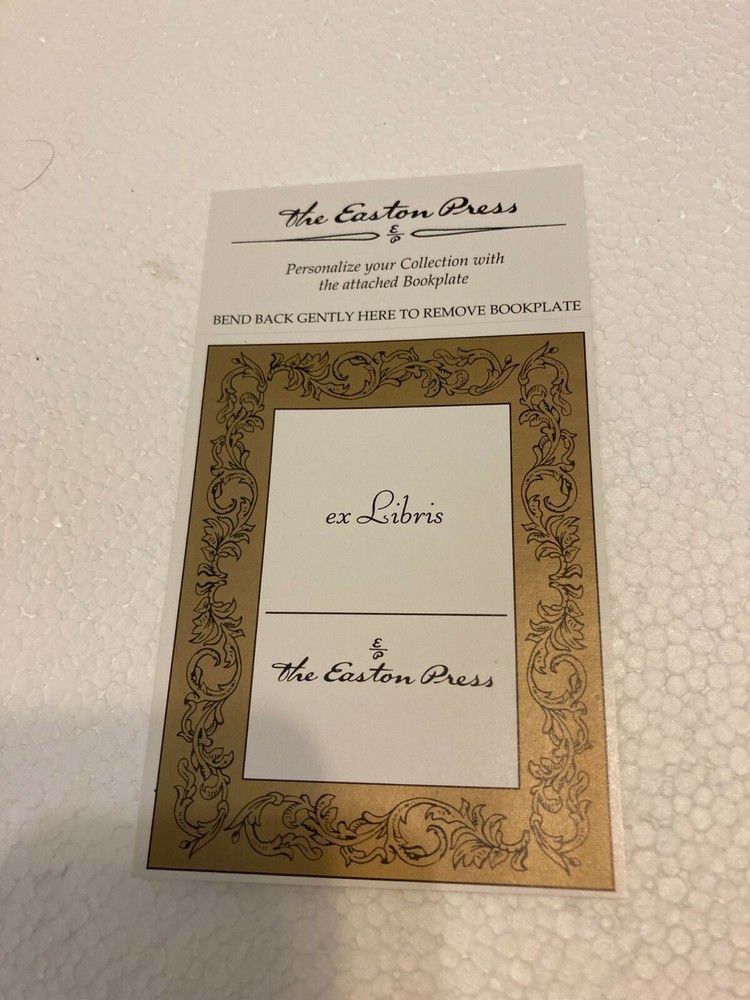 the Easton Press
E
P
Personalize your Collection with
the attached Bookplate
BEND BACK GENTLY HERE TO REMOVE BOOKPLATE
ex Libris
E
P
the Easton Press